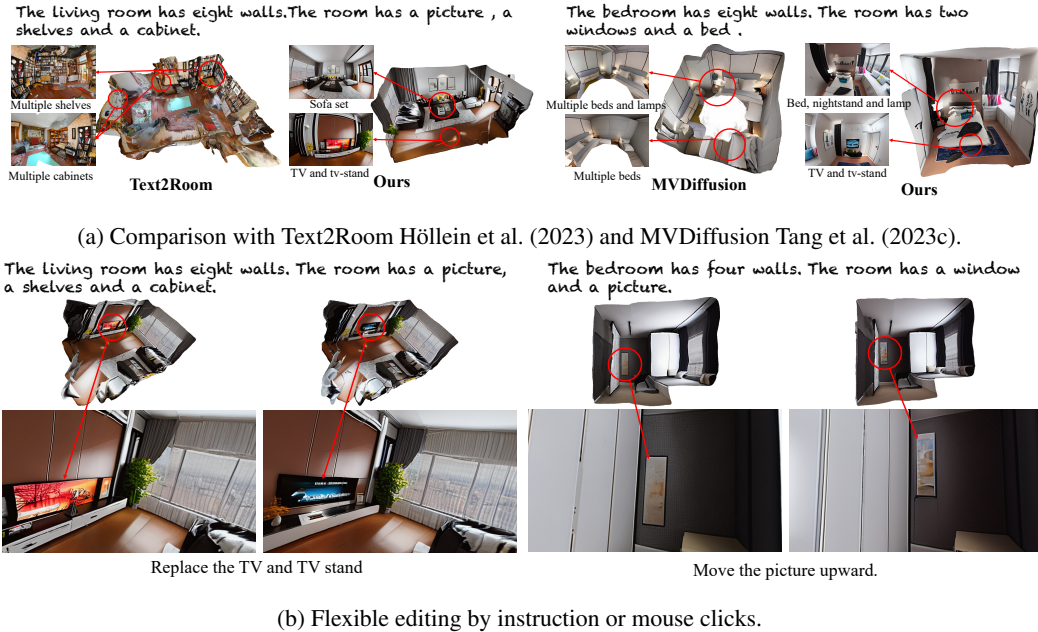 The living room has eight walls.The room has a picture , a
shelves and a cabinet.
The bedroom has eight walls. The room has two
windows and a bed .
Multiple shelves
Multiple cabinets
Text2Room
Sofa set
TV and tv-stand
Ours
Multiple beds and lamps
Multiple beds
MVDiffusion
Bed, nightstand and lamp
TV and tv-stand
Ours
(a) Comparison with Text2Room Höllein et al. (2023) and MVDiffusion Tang et al. (2023c).
The living room has eight walls. The room has a picture,
a shelves and a cabinet.
The bedroom has four walls. The room has a window
and a picture.
Replace the TV and TV stand
Move the picture upward.
(b) Flexible editing by instruction or mouse clicks.